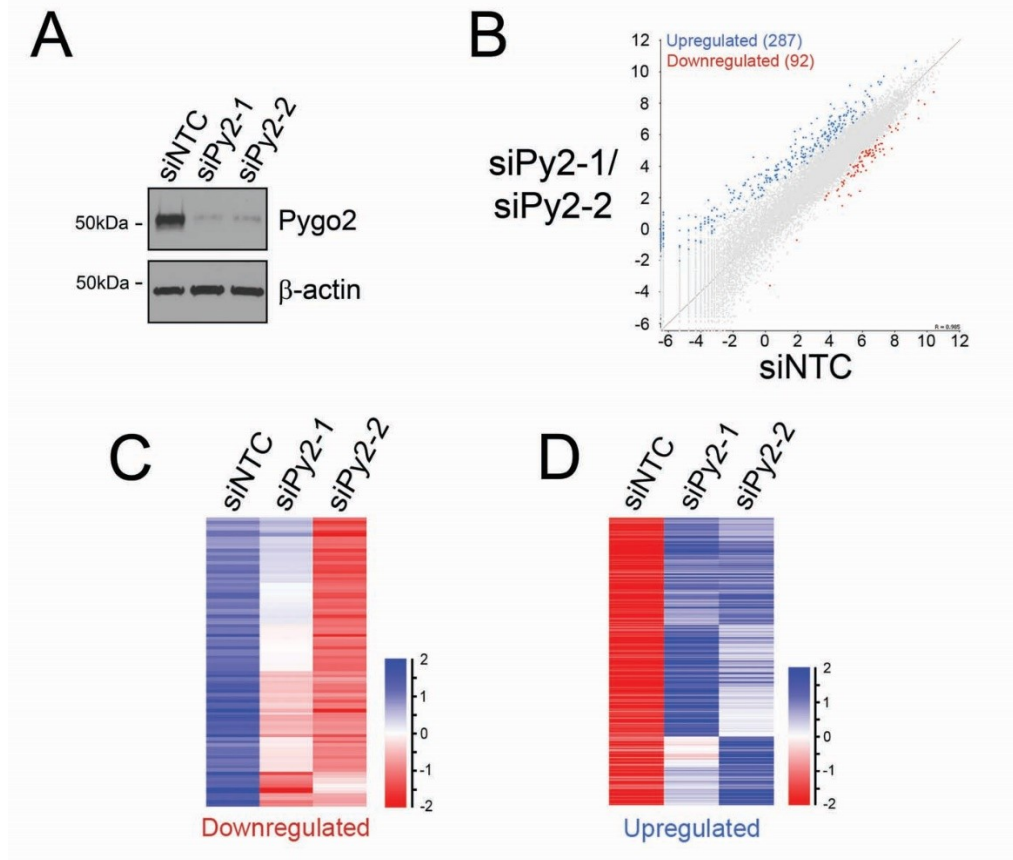 A
siNTC
siPy2-1
siPy2-2
50kDa -
Pygo2
50kDa -
β-actin
B
Upregulated (287)
Downregulated (92)
siPy2-1/
siPy2-2
12
10
8
6
4
2
0
-2
-4
-6
-6 -4 -2 0 2 4 6 8 10 12
R = 0.985
siNTC
C
siNTC
siPy2-1
siPy2-2
2
1
0
-1
-2
Downregulated
D
siNTC
siPy2-1
siPy2-2
2
1
0
-1
-2
Upregulated